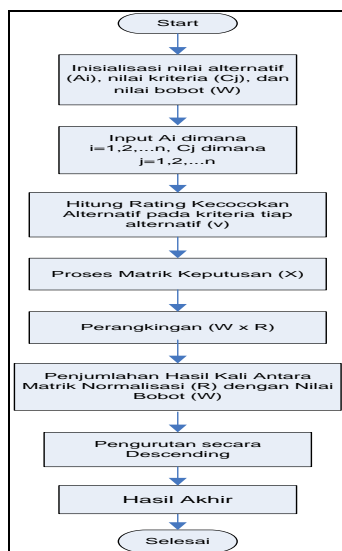 Start
Inisialisasi nilai alternatif
(Ai), nilai kriteria (Cj), dan
nilai bobot (W)
Input Ai dimana
i=1,2,...n, Cj dimana
j=1,2,...n
Hitung Rating Kecocokan
Alternatif pada kriteria tiap
alternatif (v)
Proses Matrik Keputusan (X)
Perangkingan (W x R)
Penjumlahan Hasil Kali Antara
Matrik Normalisasi (R) dengan Nilai
Bobot (W)
Pengurutan secara
Descending
Hasil Akhir
Selesai